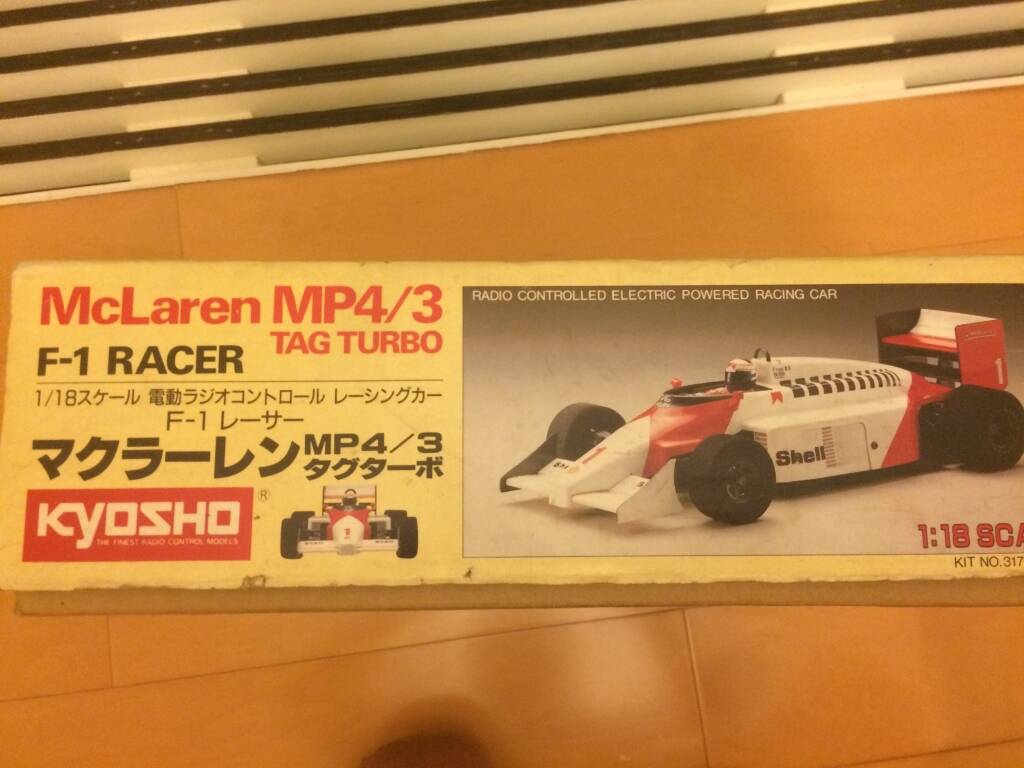 McLaren MP4/3
TAG TURBO
F-1 RACER
1/18スケール 電動ラジオコントロール レーシングカー
F-1 レーサー
マクラーレン MP4/3
タグターボ
KYOSHO ®
THE FINEST RADIO CONTROL MODELS
RADIO CONTROLLED ELECTRIC POWERED RACING CAR
1
1
Shell
1
1:18 SCA
KIT NO.317